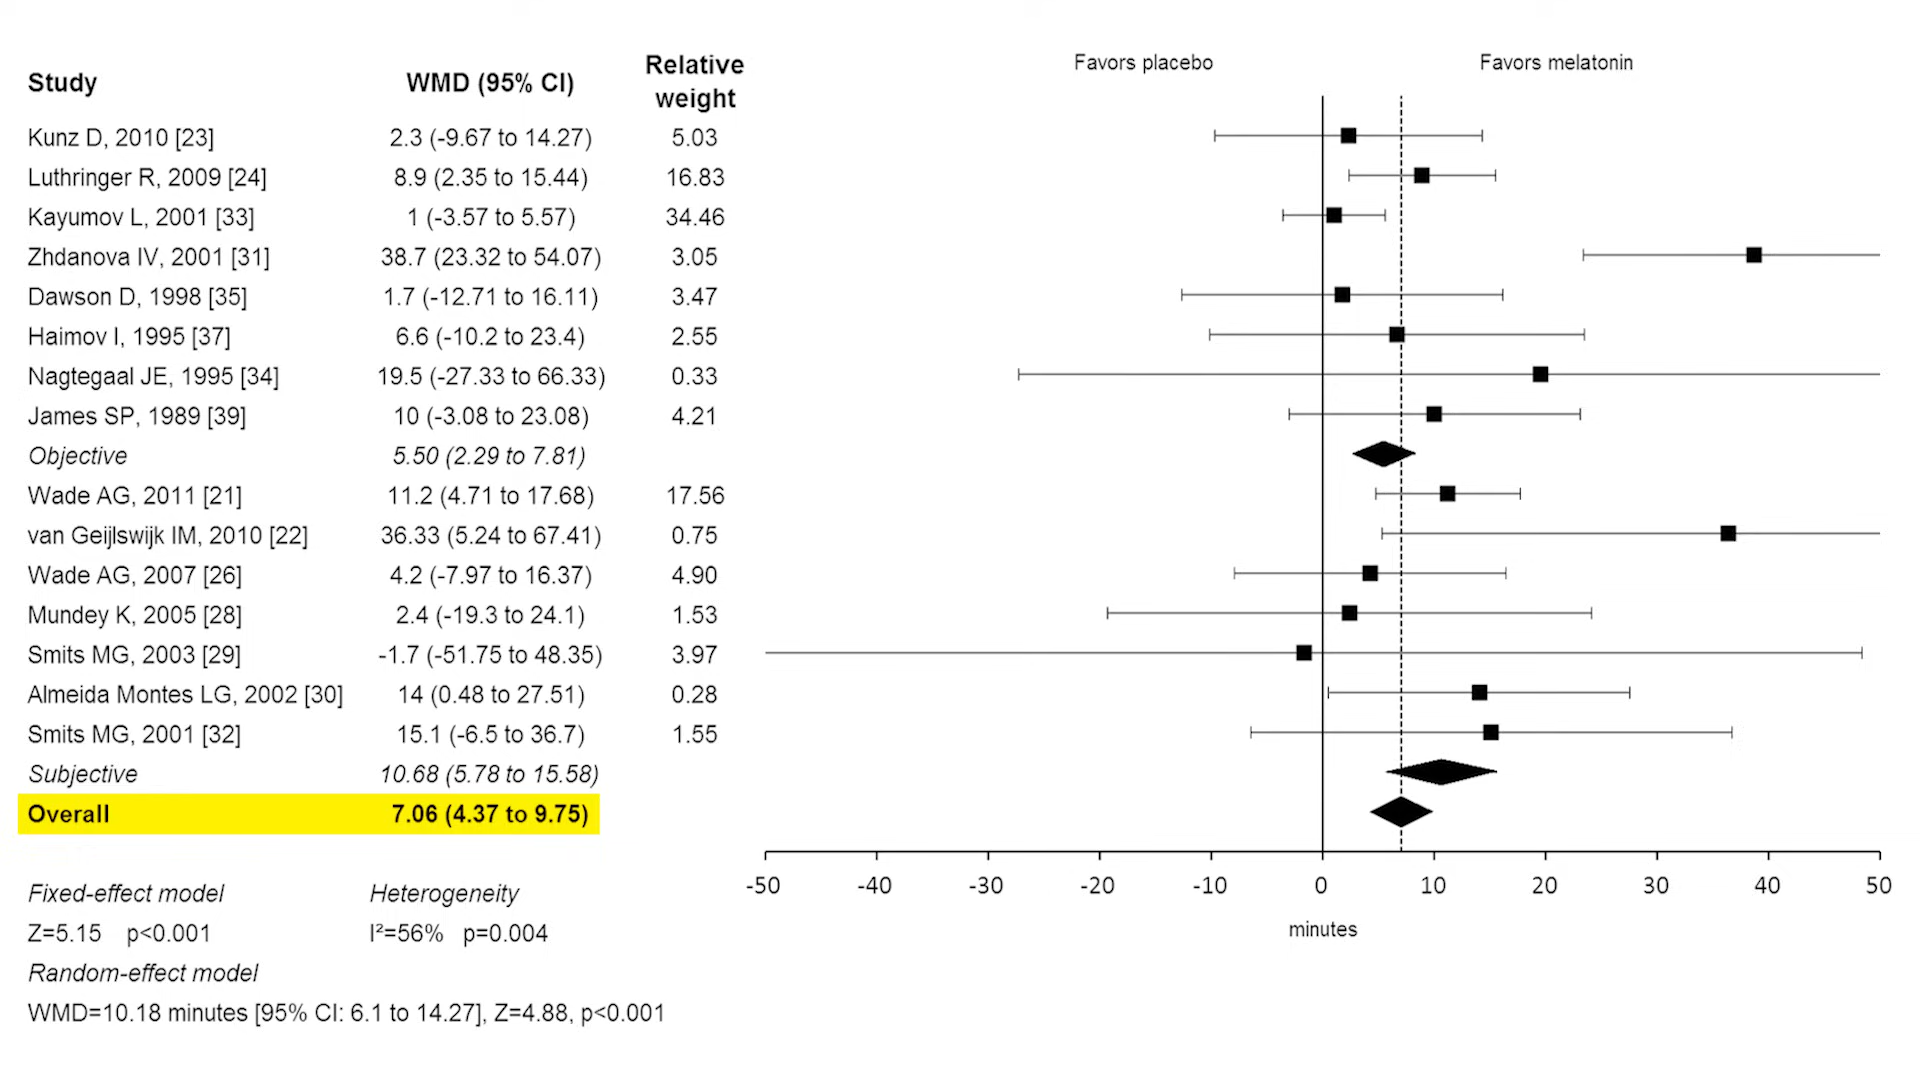 Favors placebo Favors melatonin
Study WMD (95% CI) Relative weight
Kunz D, 2010 [23] 2.3 (-9.67 to 14.27) 5.03
Luthringer R, 2009 [24] 8.9 (2.35 to 15.44) 16.83
Kayumov L, 2001 [33] 1 (-3.57 to 5.57) 34.46
Zhdanova IV, 2001 [31] 38.7 (23.32 to 54.07) 3.05
Dawson D, 1998 [35] 1.7 (-12.71 to 16.11) 3.47
Haimov I, 1995 [37] 6.6 (-10.2 to 23.4) 2.55
Nagtegaal JE, 1995 [34] 19.5 (-27.33 to 66.33) 0.33
James SP, 1989 [39] 10 (-3.08 to 23.08) 4.21
Objective 5.50 (2.29 to 7.81)
Wade AG, 2011 [21] 11.2 (4.71 to 17.68) 17.56
van Geijlswijk IM, 2010 [22] 36.33 (5.24 to 67.41) 0.75
Wade AG, 2007 [26] 4.2 (-7.97 to 16.37) 4.90
Mundey K, 2005 [28] 2.4 (-19.3 to 24.1) 1.53
Smits MG, 2003 [29] -1.7 (-51.75 to 48.35) 3.97
Almeida Montes LG, 2002 [30] 14 (0.48 to 27.51) 0.28
Smits MG, 2001 [32] 15.1 (-6.5 to 36.7) 1.55
Subjective 10.68 (5.78 to 15.58)
Overall 7.06 (4.37 to 9.75)
-50 -40 -30 -20 -10 0 10 20 30 40 50
minutes
Fixed-effect model Heterogeneity
Z=5.15 p<0.001 I²=56% p=0.004
Random-effect model
WMD=10.18 minutes [95% CI: 6.1 to 14.27], Z=4.88, p<0.001